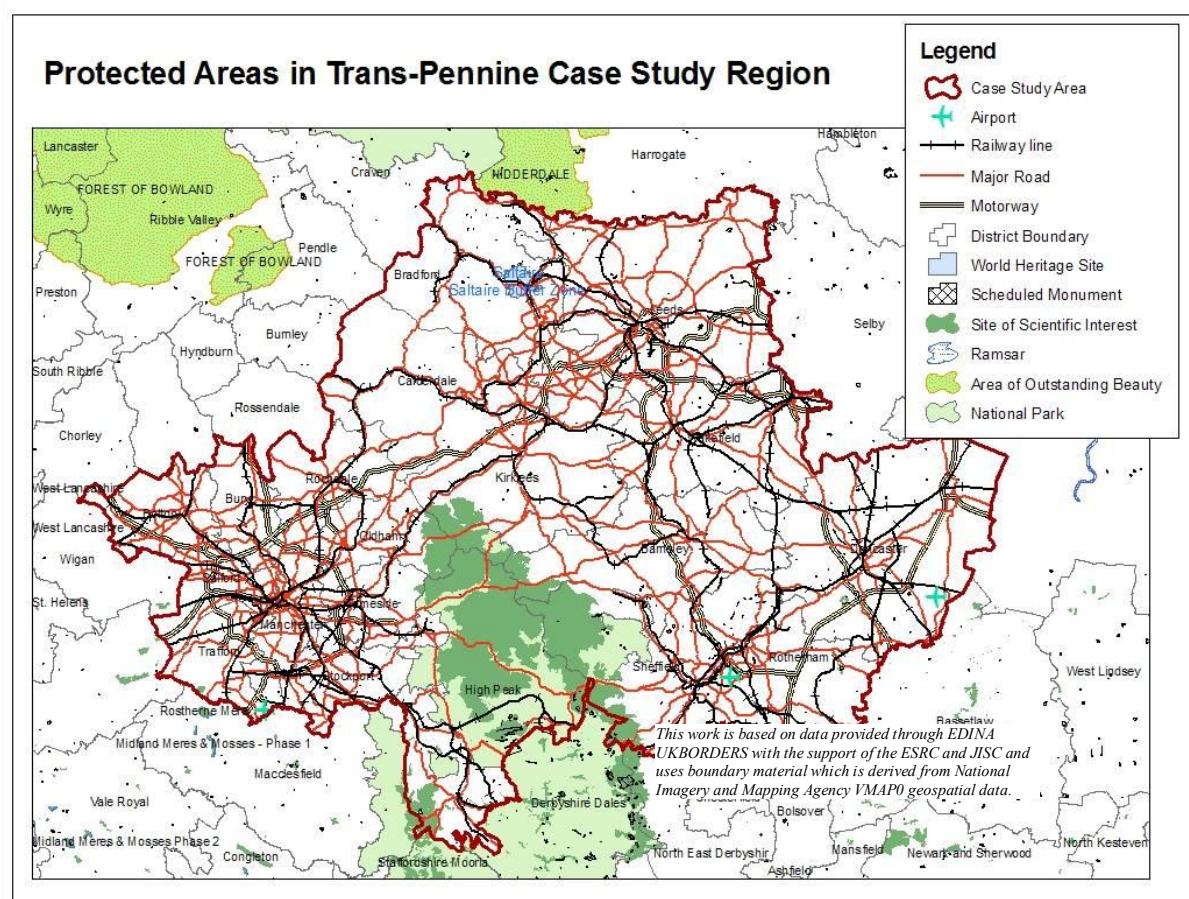 Protected Areas in Trans-Pennine Case Study Region
Legend
Case Study Area
Airport
Railway line
Major Road
Motorway
District Boundary
World Heritage Site
Scheduled Monument
Site of Scientific Interest
Ramsar
Area of Outstanding Beauty
National Park
Hambleton
Lancaster
Harrogate
Craven
NIDDERDALE
FOREST OF BOWLAND
Wyre
Ribble Valley
Pendle
FOREST OF BOWLAND
Bradford
Saltaire
Saltaire Buffer Zone
Preston
Leeds
Selby
Burnley
Hyndburn
South Ribble
Calderdale
Rossendale
Chorley
Wakefield
West Lancashire
Rochdale
Kirklees
Bury
West Lancashire
Bolton
Oldham
Wigan
Barnsley
Doncaster
Salford
St. Helens
Tameside
Manchester
Trafford
Rotherham
Sheffield
West Lindsey
Stockport
High Peak
Rostherne Mere
Bassetlaw
Midland Meres & Mosses - Phase 1
Macclesfield
This work is based on data provided through EDINA
UKBORDERS with the support of the ESRC and JISC and
uses boundary material which is derived from National
Imagery and Mapping Agency VMAP0 geospatial data.
Vale Royal
Derbyshire Dales
Bolsover
Midland Meres & Mosses Phase 2
Congleton
Staffordshire Moorla
North East Derbyshir
Mansfield
Newark and Sherwood
North Kesteven
Ashfield